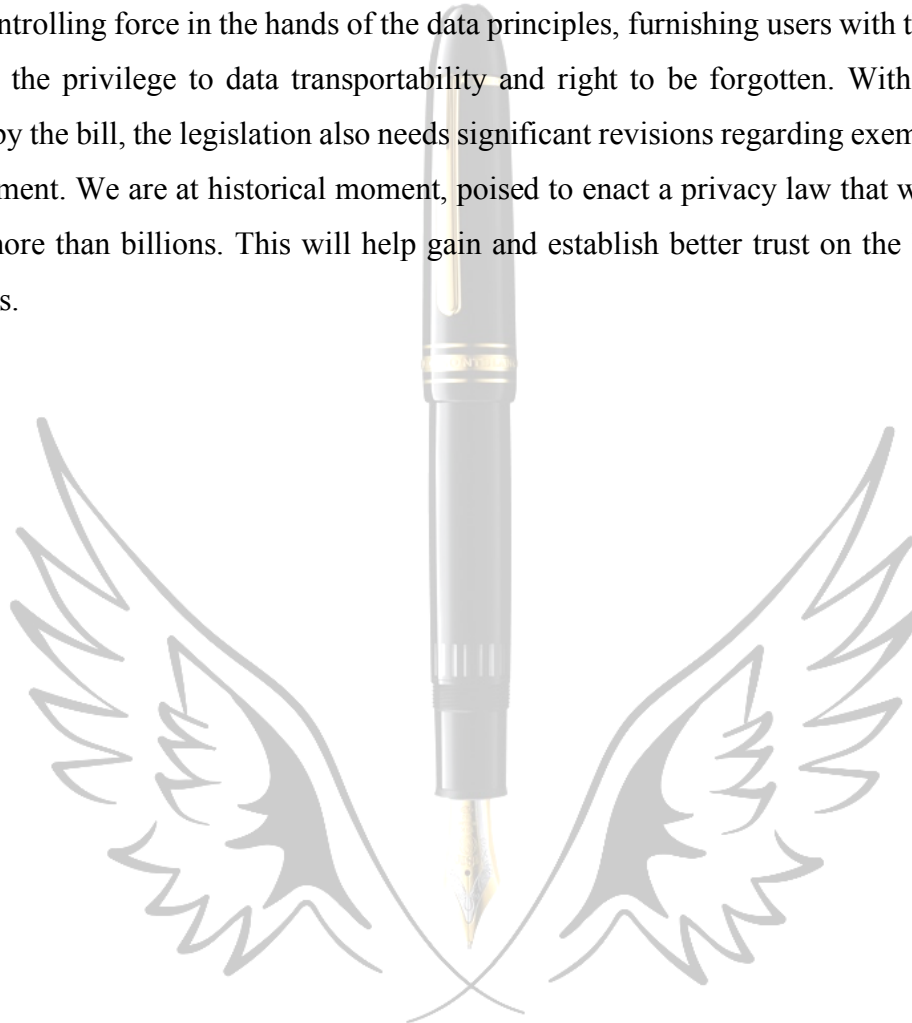 ntrolling force in the hands of the data principles, furnishing users with t
the privilege to data transportability and right to be forgotten. With
by the bill, the legislation also needs significant revisions regarding exem
ment. We are at historical moment, poised to enact a privacy law that w
more than billions. This will help gain and establish better trust on the
s.